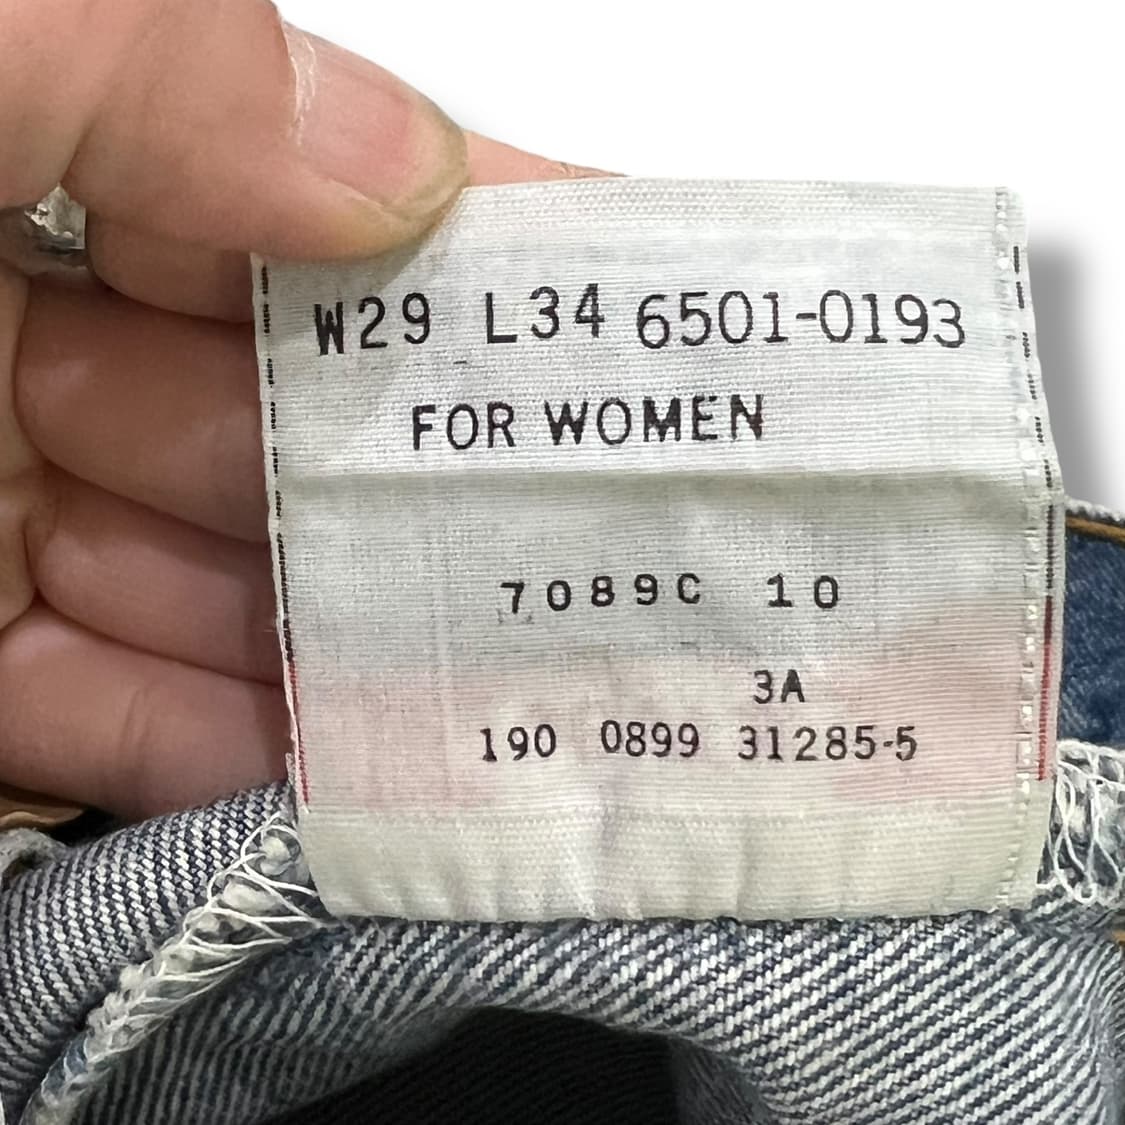 W29 L34 6501-0193
FOR WOMEN
7089C 10
3A
190 0899 31285-5